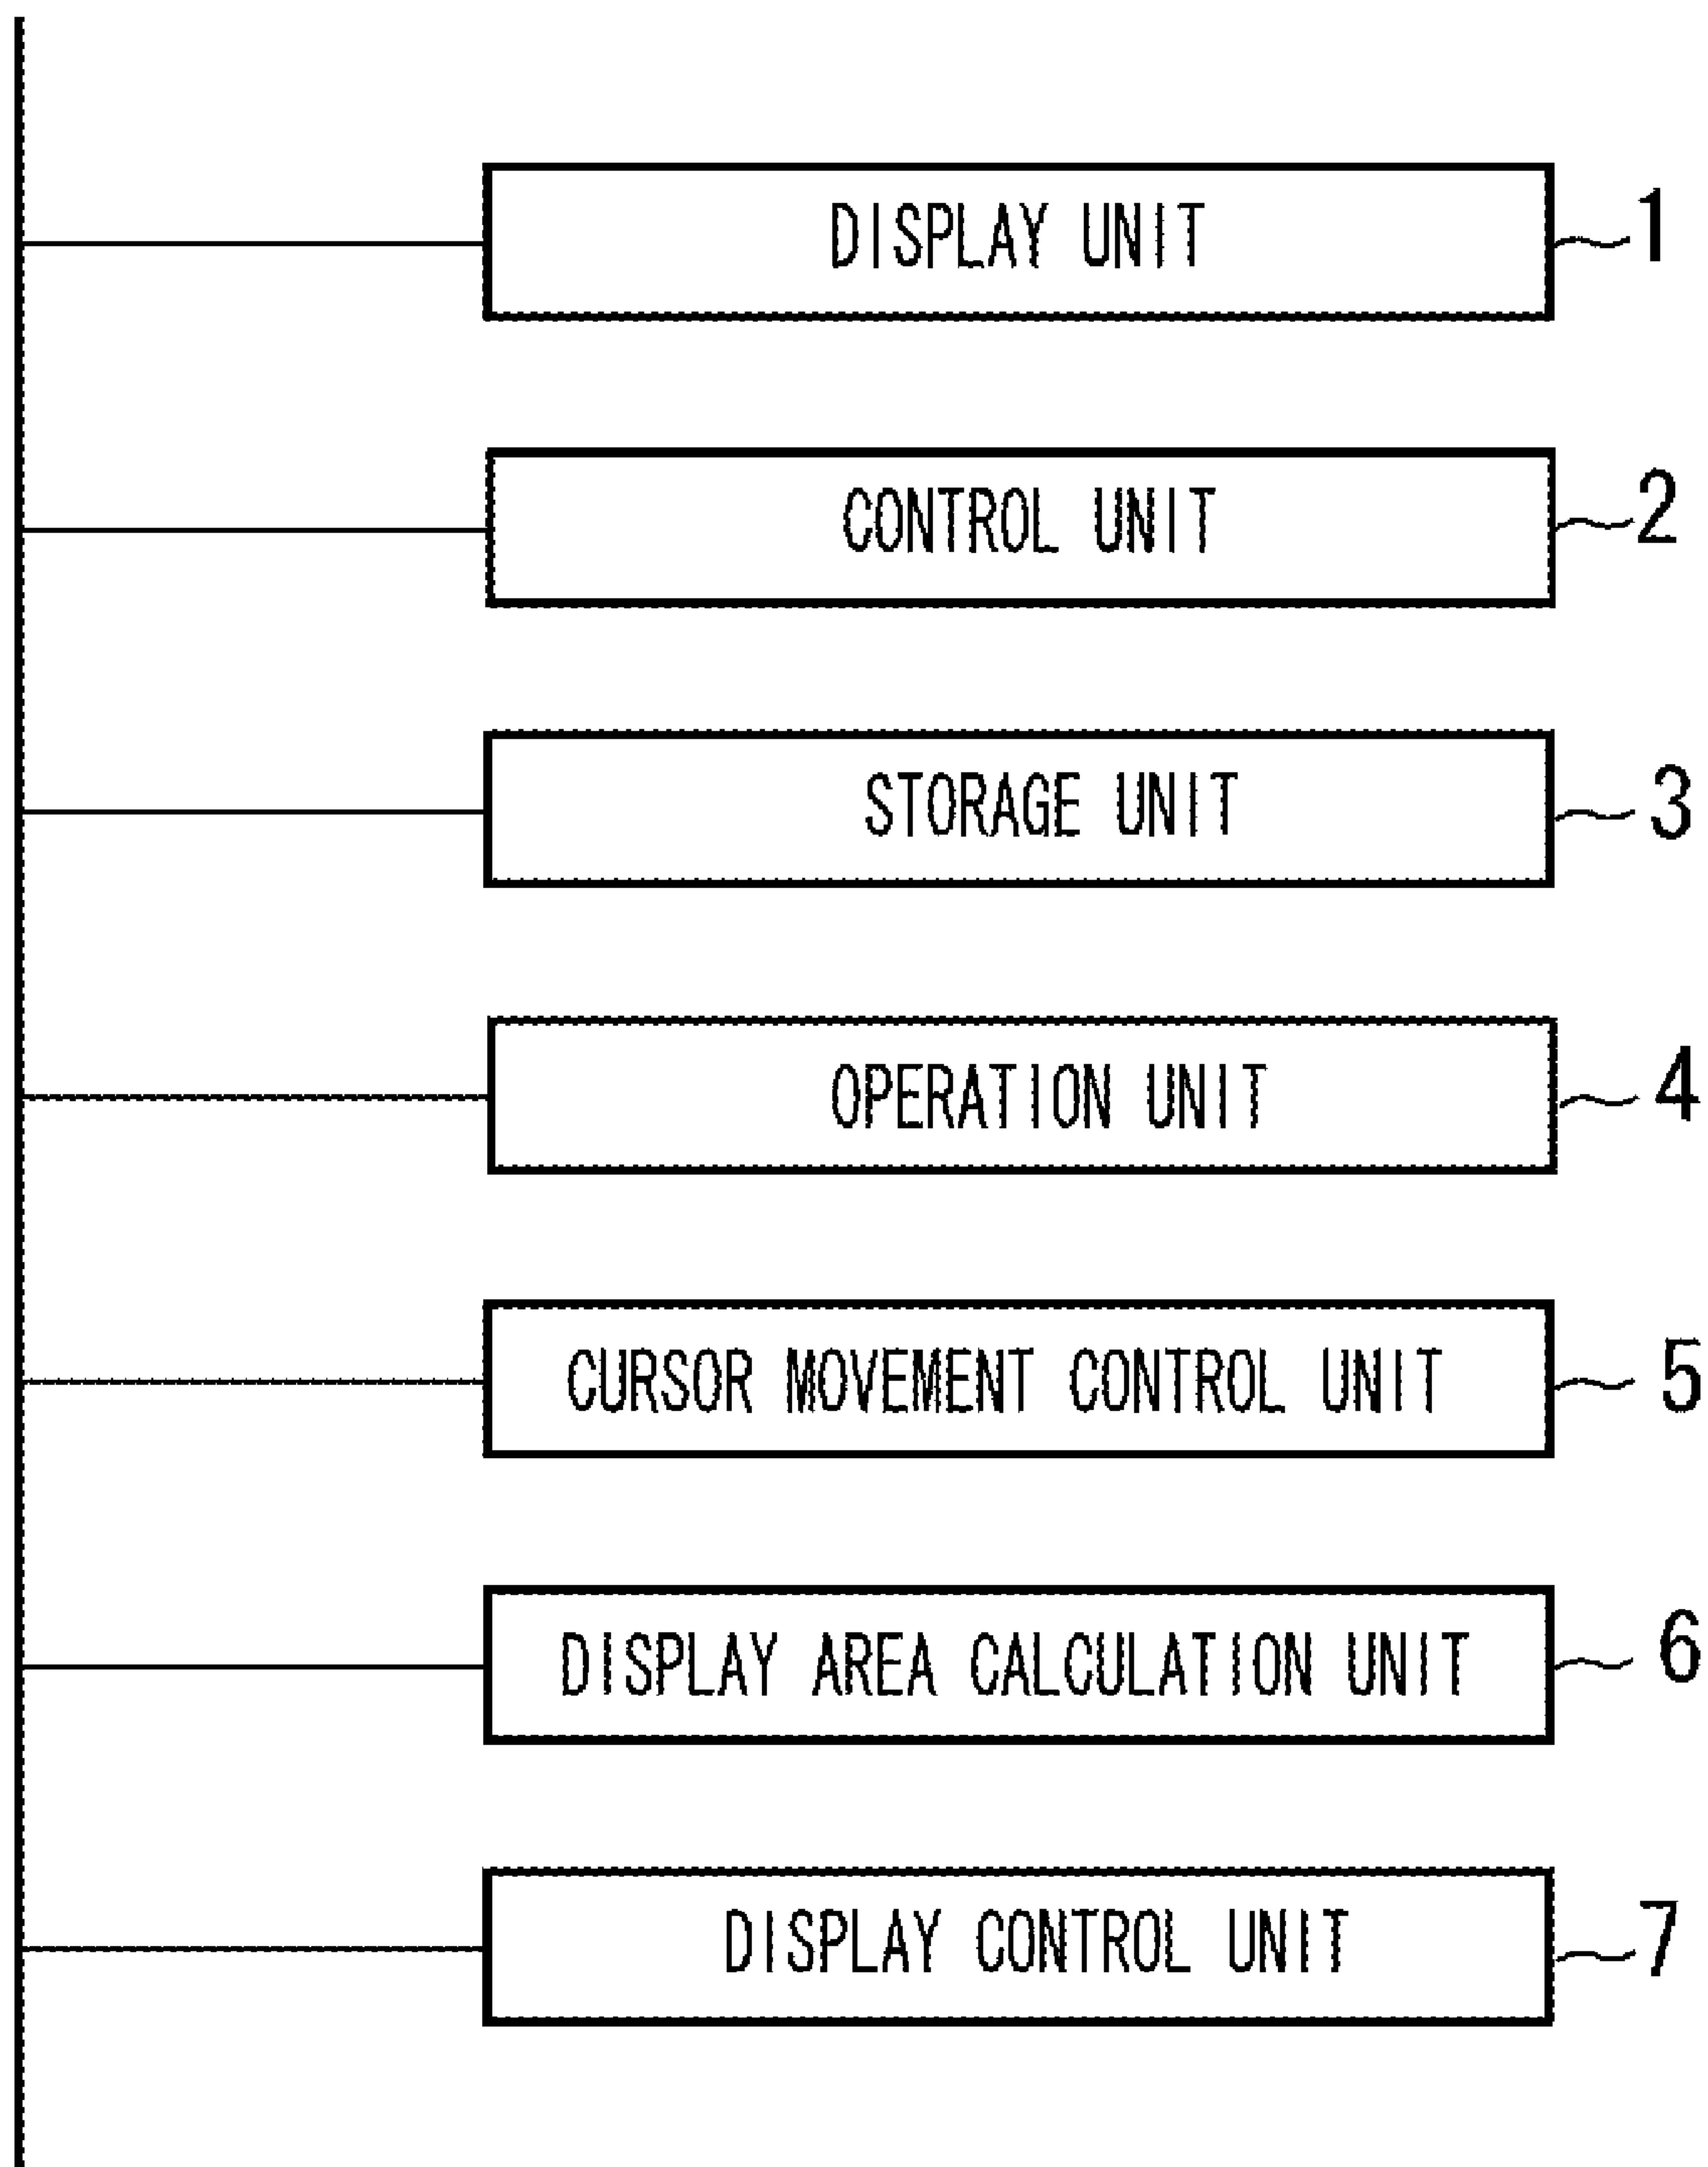 DISPLAY UNIT 1
CONTROL UNIT 2
STORAGE UNIT 3
OPERATION UNIT 4
CURSOR MOVEMENT CONTROL UNIT 5
DISPLAY AREA CALCULATION UNIT 6
DISPLAY CONTROL UNIT 7